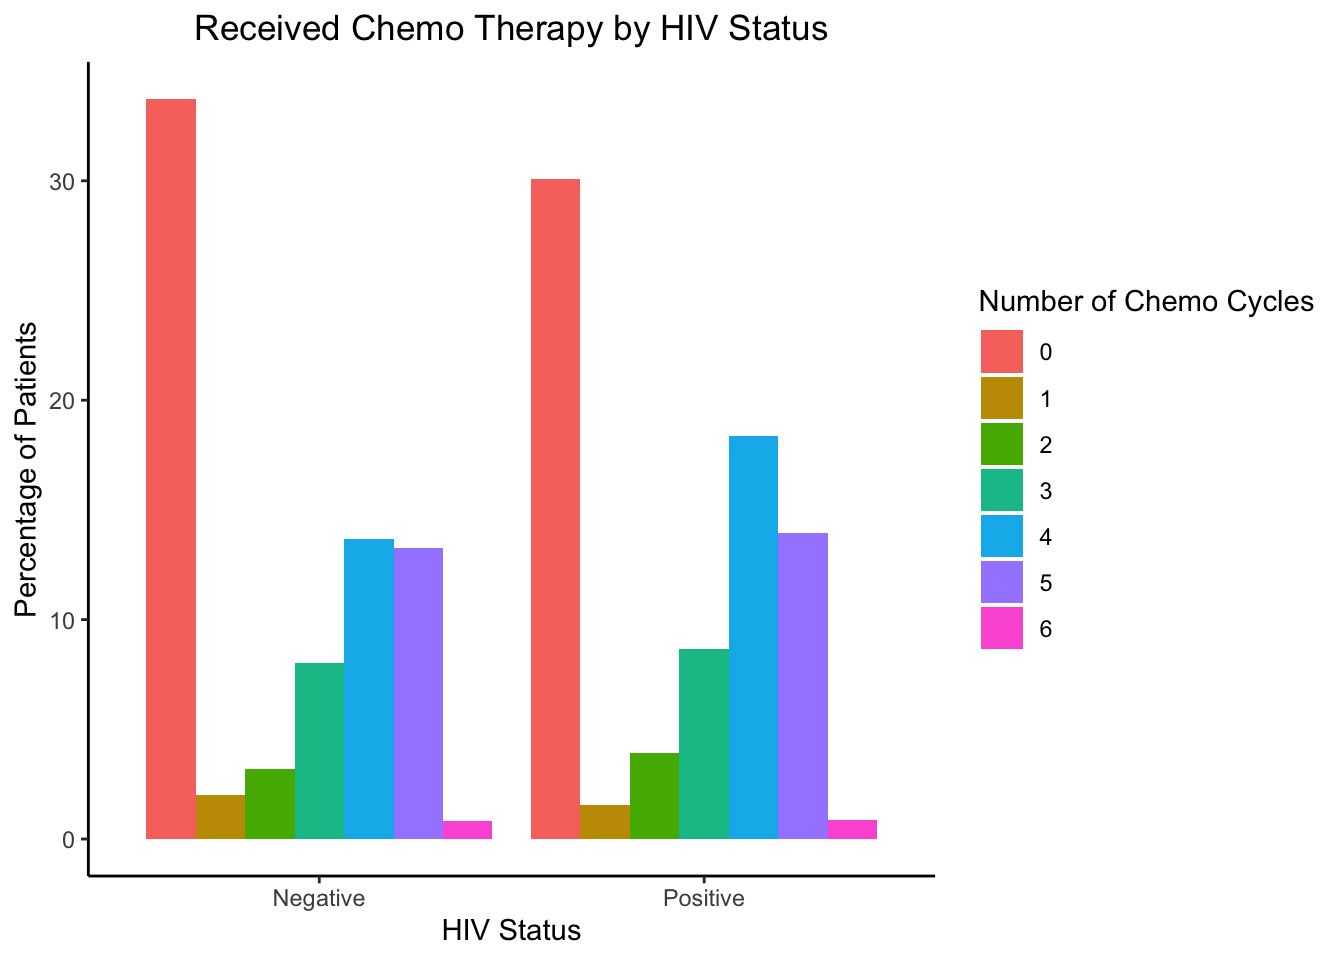 Received Chemo Therapy by HIV Status
Percentage of Patients
30
20
10
0
Negative
Positive
HIV Status
Number of Chemo Cycles
0
1
2
3
4
5
6